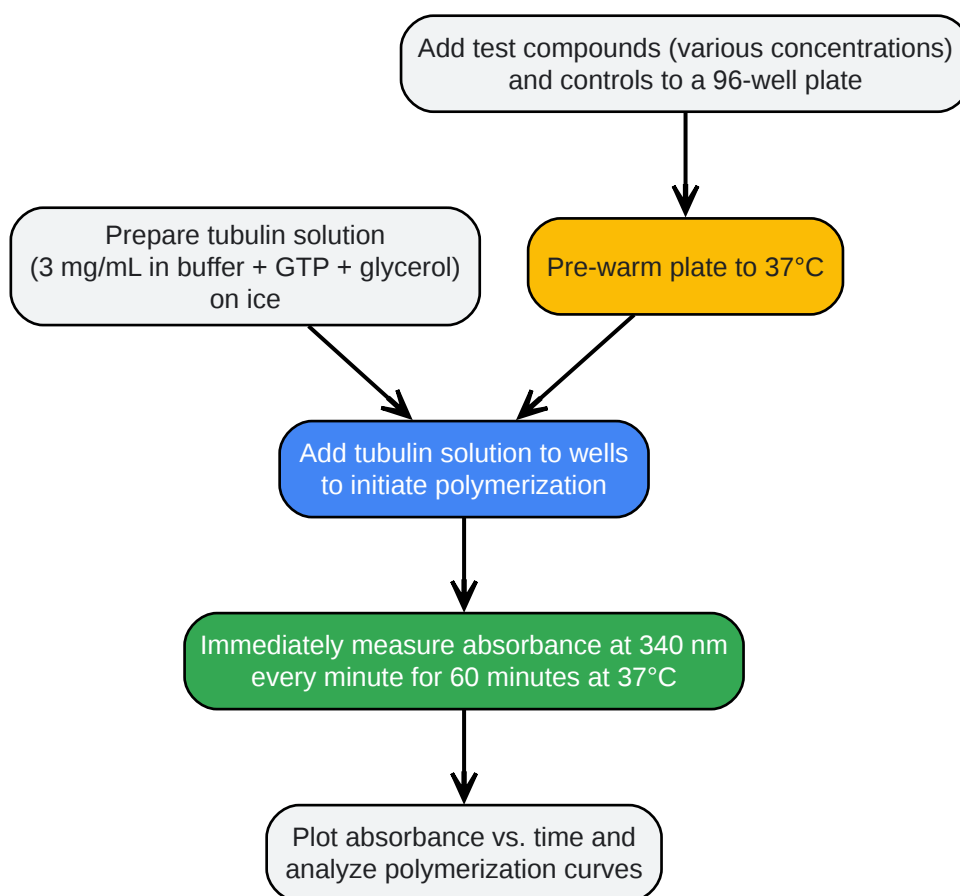 Add test compounds (various concentrations)
and controls to a 96-well plate
Prepare tubulin solution
(3 mg/mL in buffer + GTP + glycerol)
on ice
Pre-warm plate to 37°C
Add tubulin solution to wells
to initiate polymerization
Immediately measure absorbance at 340 nm
every minute for 60 minutes at 37°C
Plot absorbance vs. time and
analyze polymerization curves